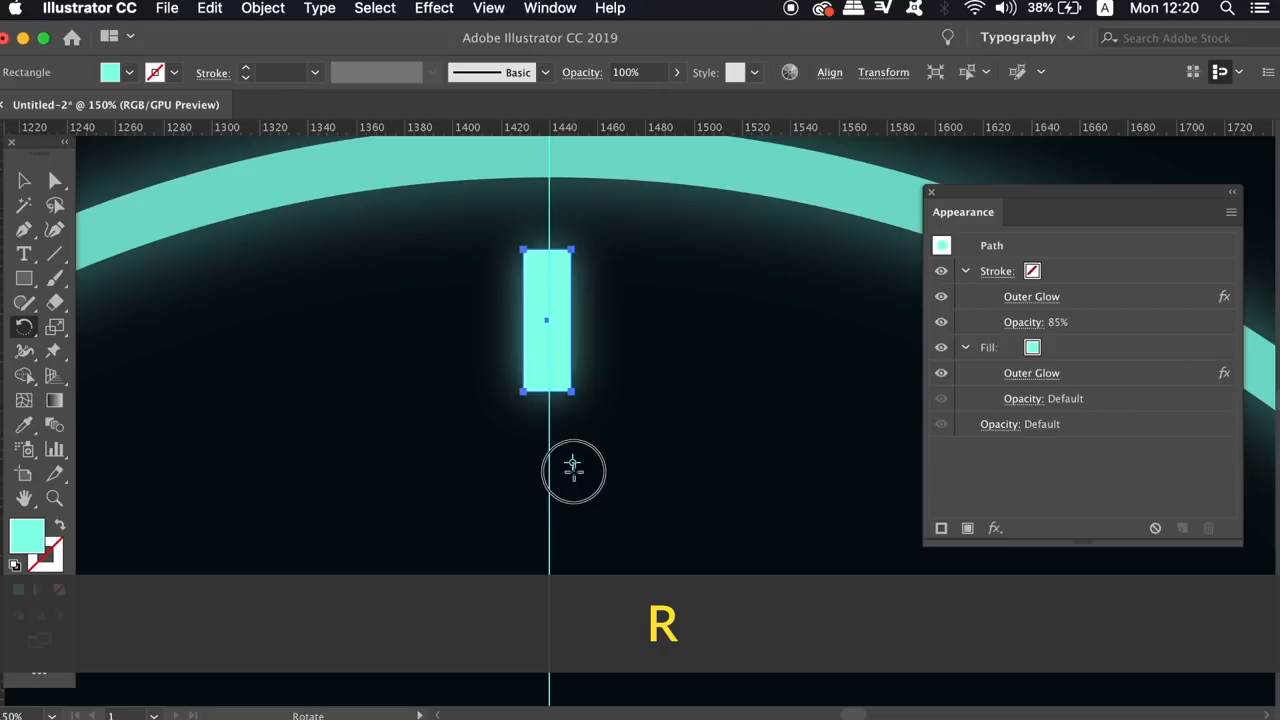 Illustrator CC File Edit Object Type Select Effect View Window Help 38% A Mon 12:20
Adobe Illustrator CC 2019 Typography Search Adobe Stock
Rectangle Stroke: Basic Opacity: 100% Style: Align Transform
Untitled-2* @ 150% (RGB/GPU Preview)
1220 1240 1260 1280 1300 1320 1340 1360 1380 1400 1420 1440 1460 1480 1500 1520 1540 1560 1580 1600 1620 1640 1660 1680 1700 1720
Appearance
Path
Stroke:
Outer Glow fx
Opacity: 85%
Fill:
Outer Glow fx
Opacity: Default
Opacity: Default
fx.
R
50% 1 Rotate